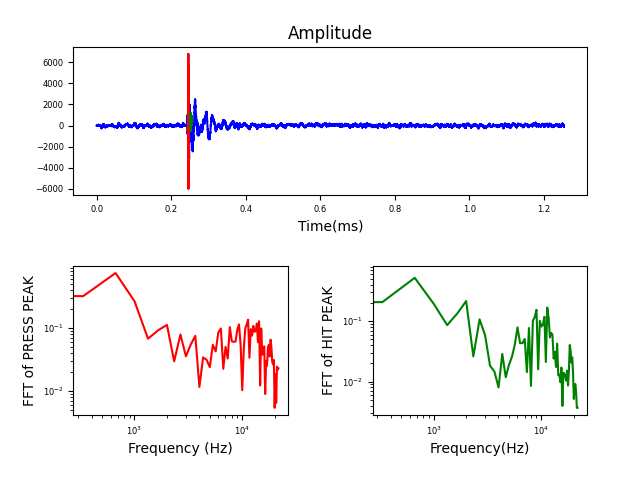 Amplitude
6000
4000
2000
0
−2000
−4000
−6000
0.0 0.2 0.4 0.6 0.8 1.0 1.2
Time(ms)
FFT of PRESS PEAK
10⁻¹
10⁻²
10³ 10⁴
Frequency (Hz)
FFT of HIT PEAK
10⁻¹
10⁻²
10³ 10⁴
Frequency(Hz)